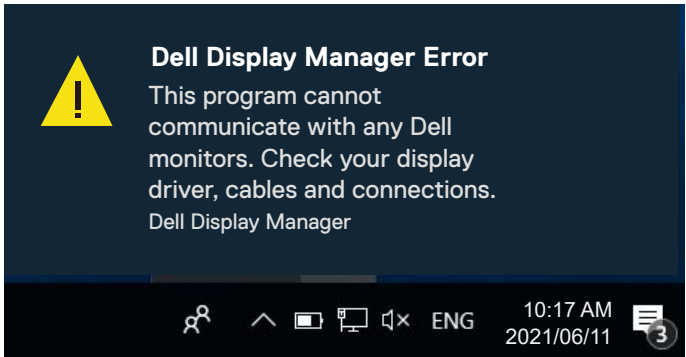 Dell Display Manager Error
This program cannot
communicate with any Dell
monitors. Check your display
driver, cables and connections.
Dell Display Manager
ENG
10:17 AM
2021/06/11
3